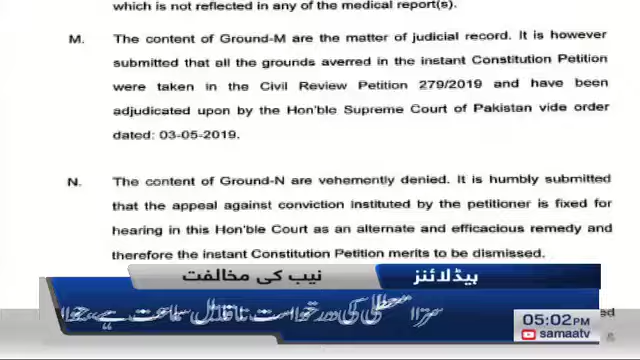 which is not reflected in any of the medical report(s).
M. The content of Ground-M are the matter of judicial record. It is however
submitted that all the grounds averred in the instant Constitution Petition
were taken in the Civil Review Petition 279/2019 and have been
adjudicated upon by the Hon'ble Supreme Court of Pakistan vide order
dated: 03-05-2019.
N. The content of Ground-N are vehemently denied. It is humbly submitted
that the appeal against conviction instituted by the petitioner is fixed for
hearing in this Hon'ble Court as an alternate and efficacious remedy and
therefore the instant Constitution Petition merits to be dismissed.
ہیڈلائنز
نیب کی مخالفت
سزا معطلی کی درخواست ناقابل سماعت ہے
05:02PM
samaatv